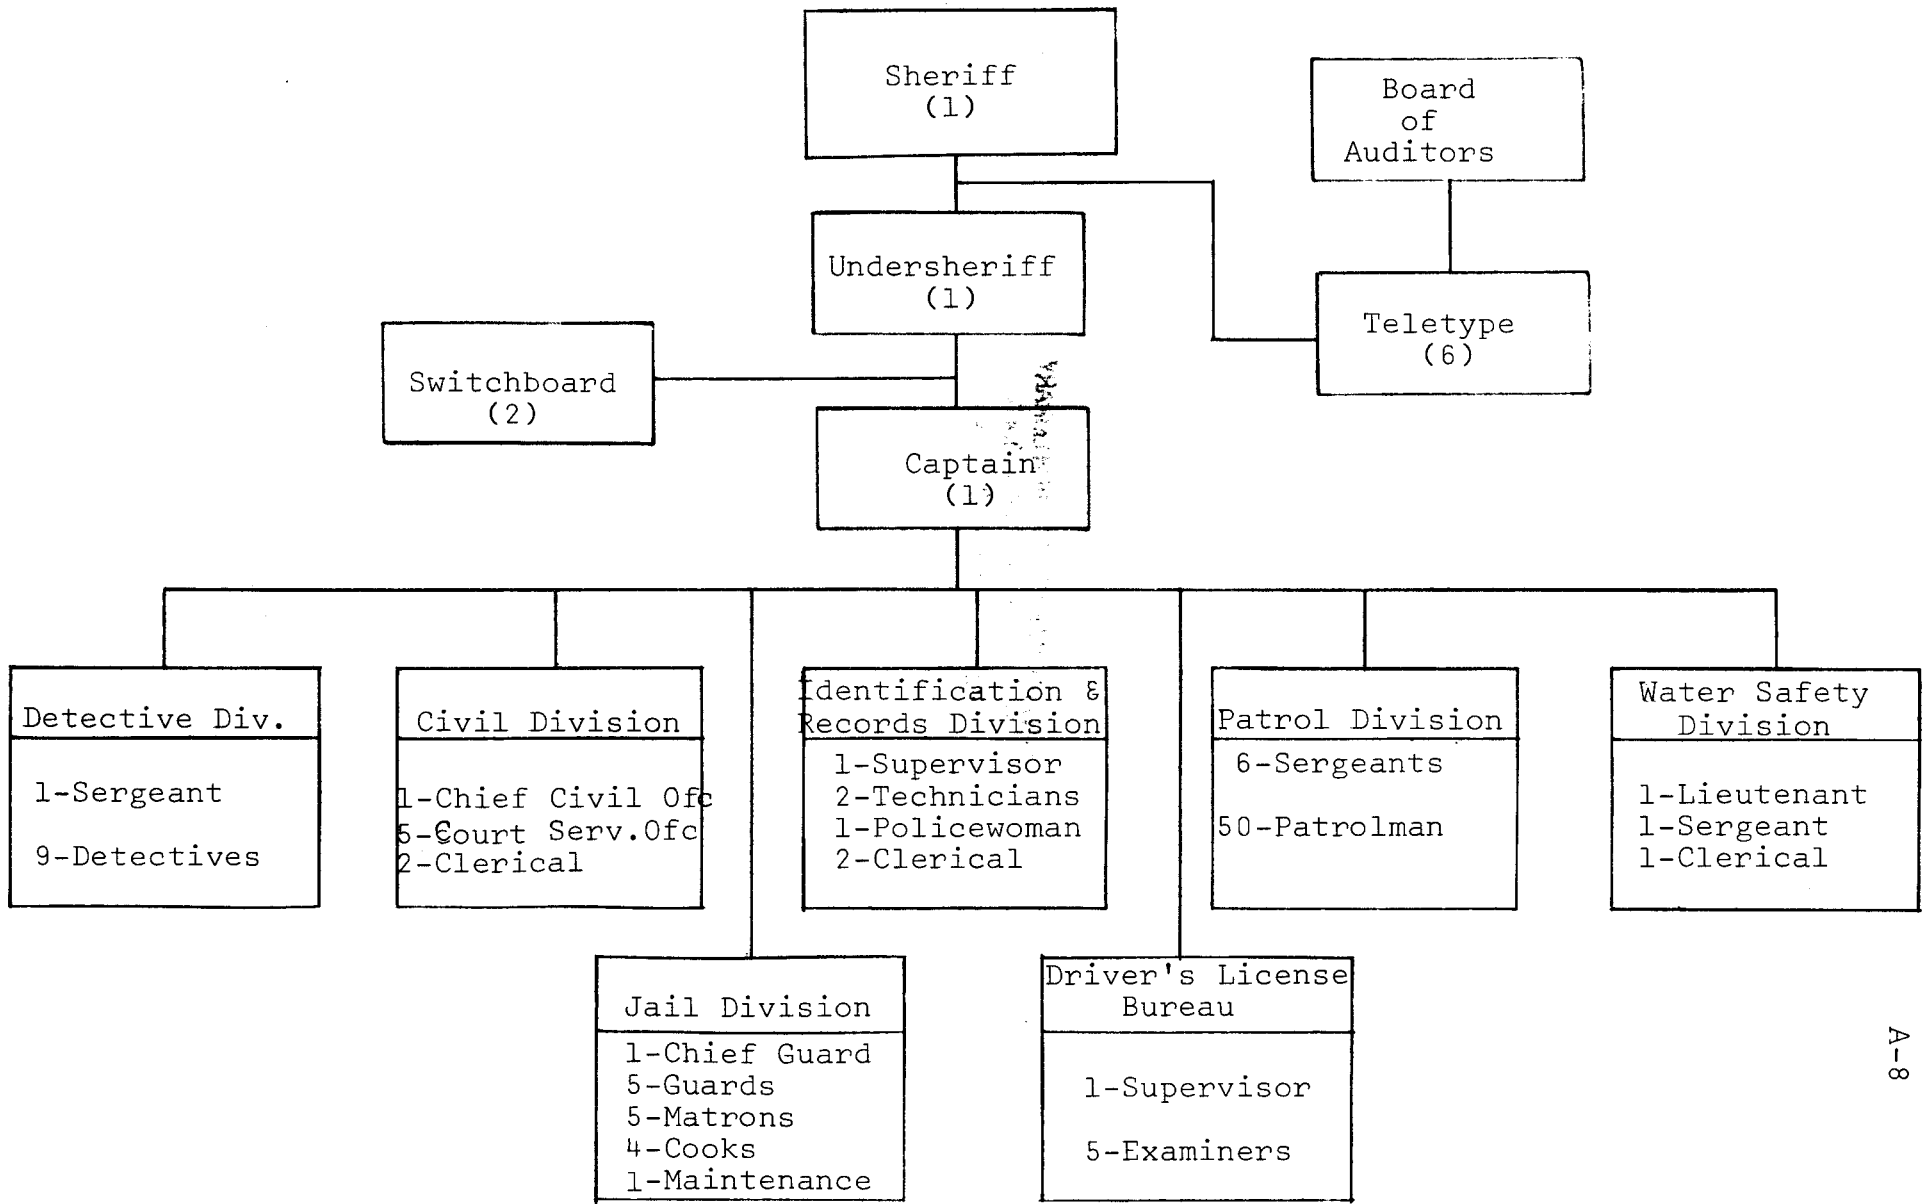 Sheriff
(1)
Board
of
Auditors
Undersheriff
(1)
Teletype
(6)
Switchboard
(2)
Captain
(1)
Detective Div.
1-Sergeant
9-Detectives
Civil Division
1-Chief Civil Ofc
5-Court Serv.Ofc
2-Clerical
Identification &
Records Division
1-Supervisor
2-Technicians
1-Policewoman
2-Clerical
Patrol Division
6-Sergeants
50-Patrolman
Water Safety
Division
1-Lieutenant
1-Sergeant
1-Clerical
Jail Division
1-Chief Guard
5-Guards
5-Matrons
4-Cooks
1-Maintenance
Driver's License
Bureau
1-Supervisor
5-Examiners
A-8